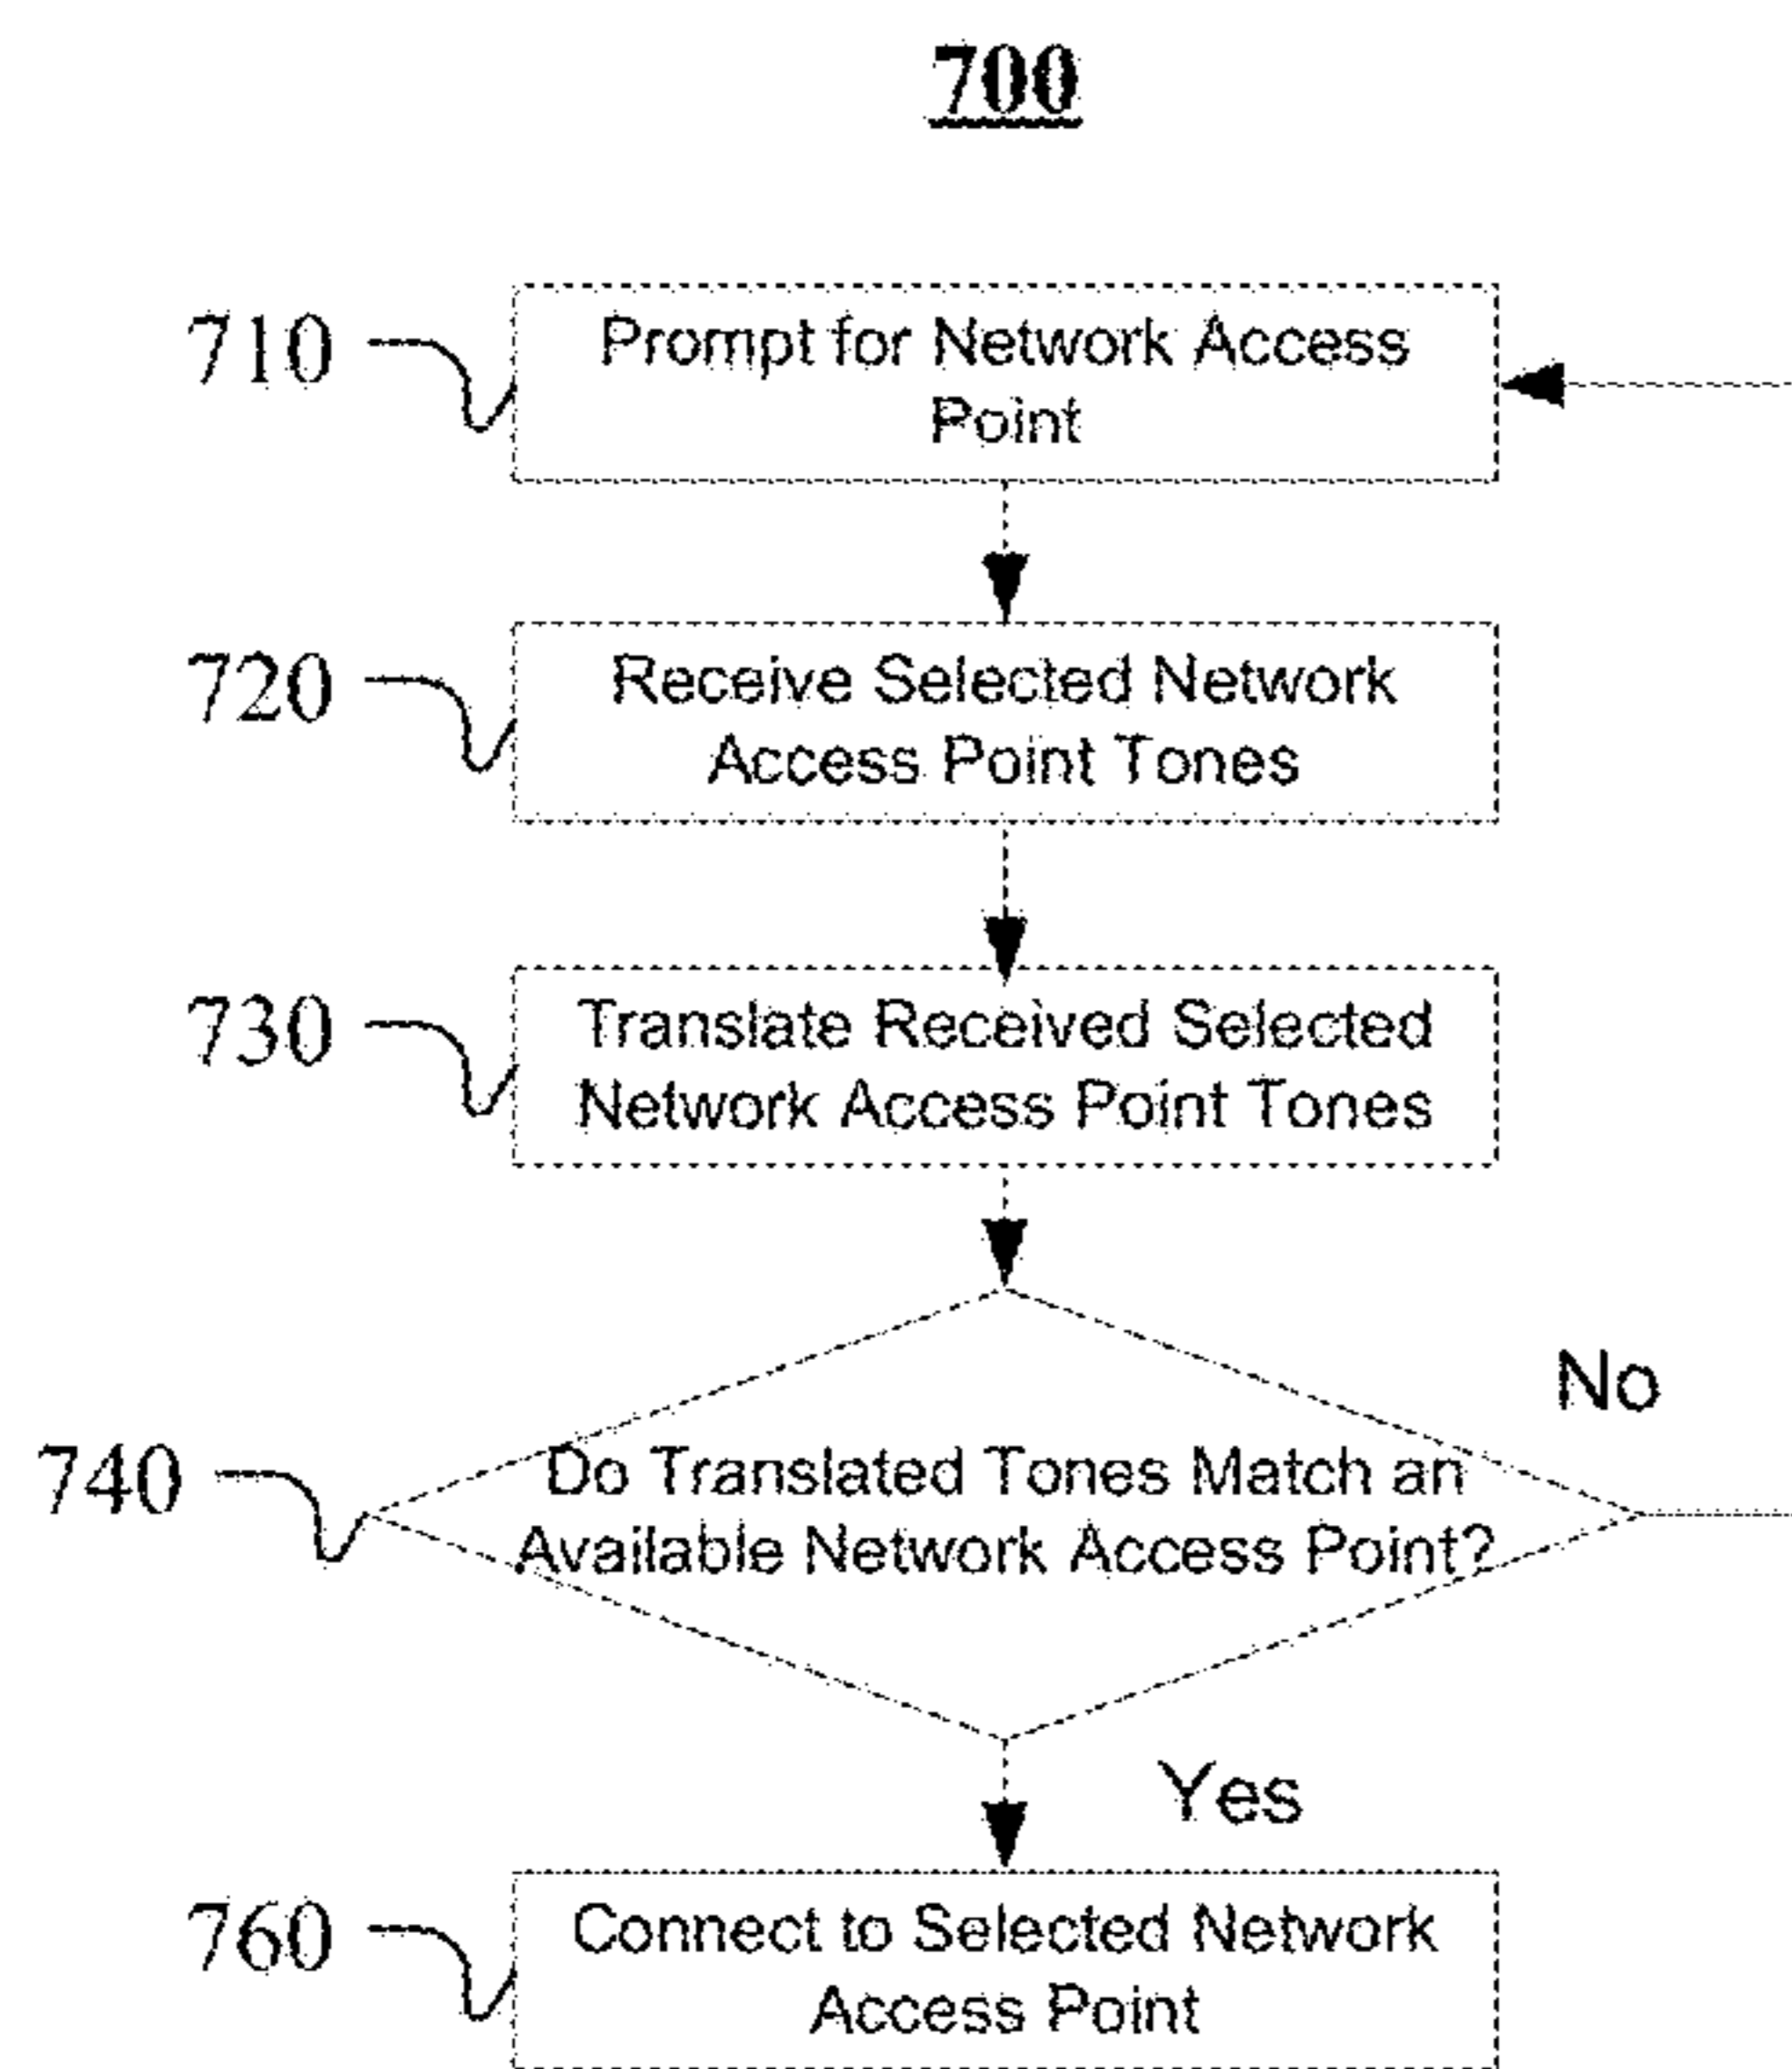 700
710
Prompt for Network Access
Point
720
Receive Selected Network
Access Point Tones
730
Translate Received Selected
Network Access Point Tones
No
740
Do Translated Tones Match an
Available Network Access Point?
Yes
760
Connect to Selected Network
Access Point